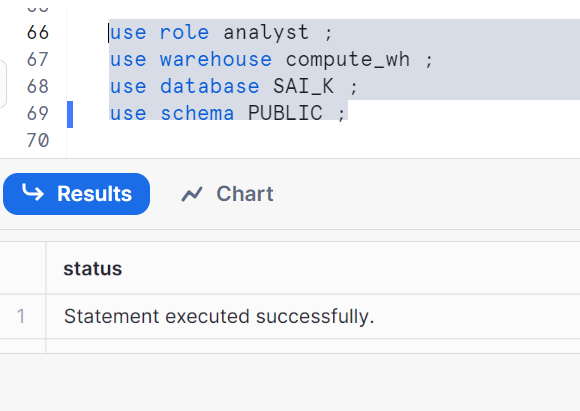 66 use role analyst ;
67 use warehouse compute_wh ;
68 use database SAI_K ;
69 use schema PUBLIC ;
70
Results Chart
status
1 Statement executed successfully.